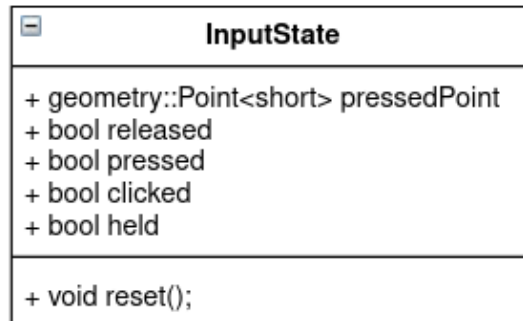 InputState
+ geometry::Point<short> pressedPoint
+ bool released
+ bool pressed
+ bool clicked
+ bool held
+ void reset();